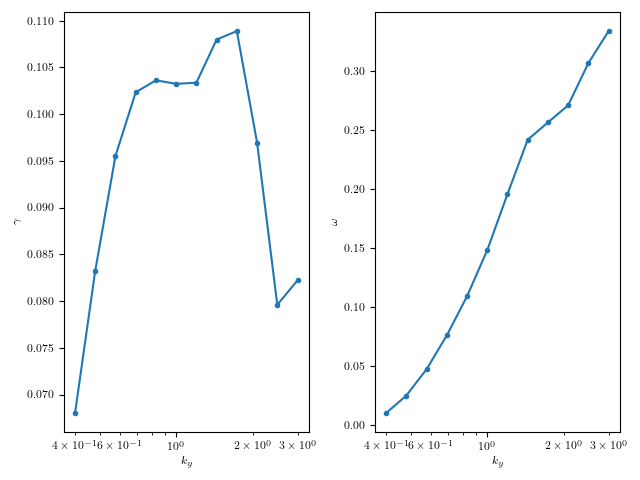 0.110
0.105
0.100
0.095
0.090
0.085
0.080
0.075
0.070
γ
4 × 10⁻¹ 6 × 10⁻¹ 10⁰ 2 × 10⁰ 3 × 10⁰
k_y
0.30
0.25
0.20
0.15
0.10
0.05
0.00
ω
4 × 10⁻¹ 6 × 10⁻¹ 10⁰ 2 × 10⁰ 3 × 10⁰
k_y